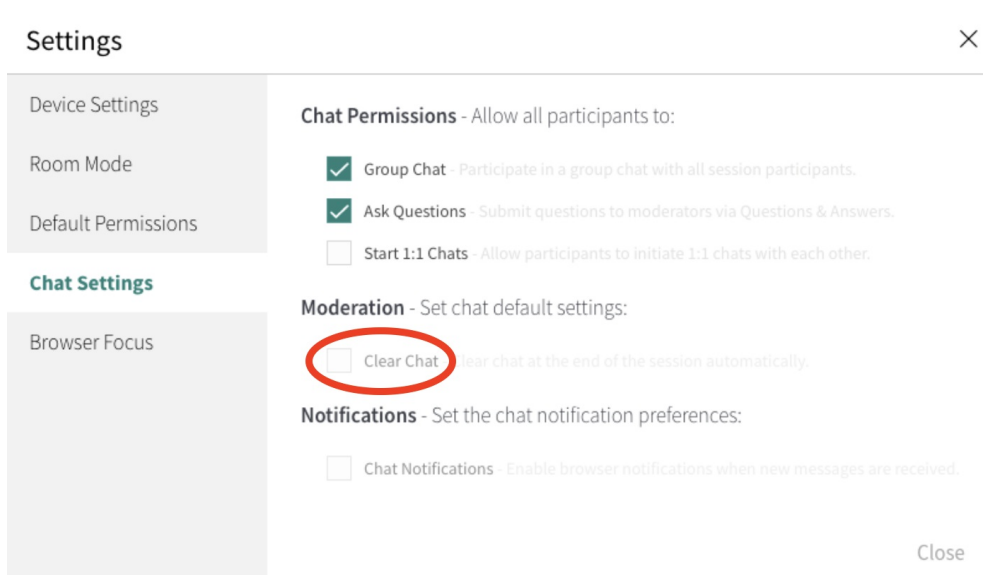 Settings
Device Settings
Room Mode
Default Permissions
Chat Settings
Browser Focus
Chat Permissions - Allow all participants to:
Group Chat - Participate in a group chat with all session participants.
Ask Questions - Submit questions to moderators via Questions & Answers.
Start 1:1 Chats - Allow participants to initiate 1:1 chats with each other.
Moderation - Set chat default settings:
Clear Chat lear chat at the end of the session automatically.
Notifications - Set the chat notification preferences:
Chat Notifications - Enable browser notifications when new messages are received.
Close